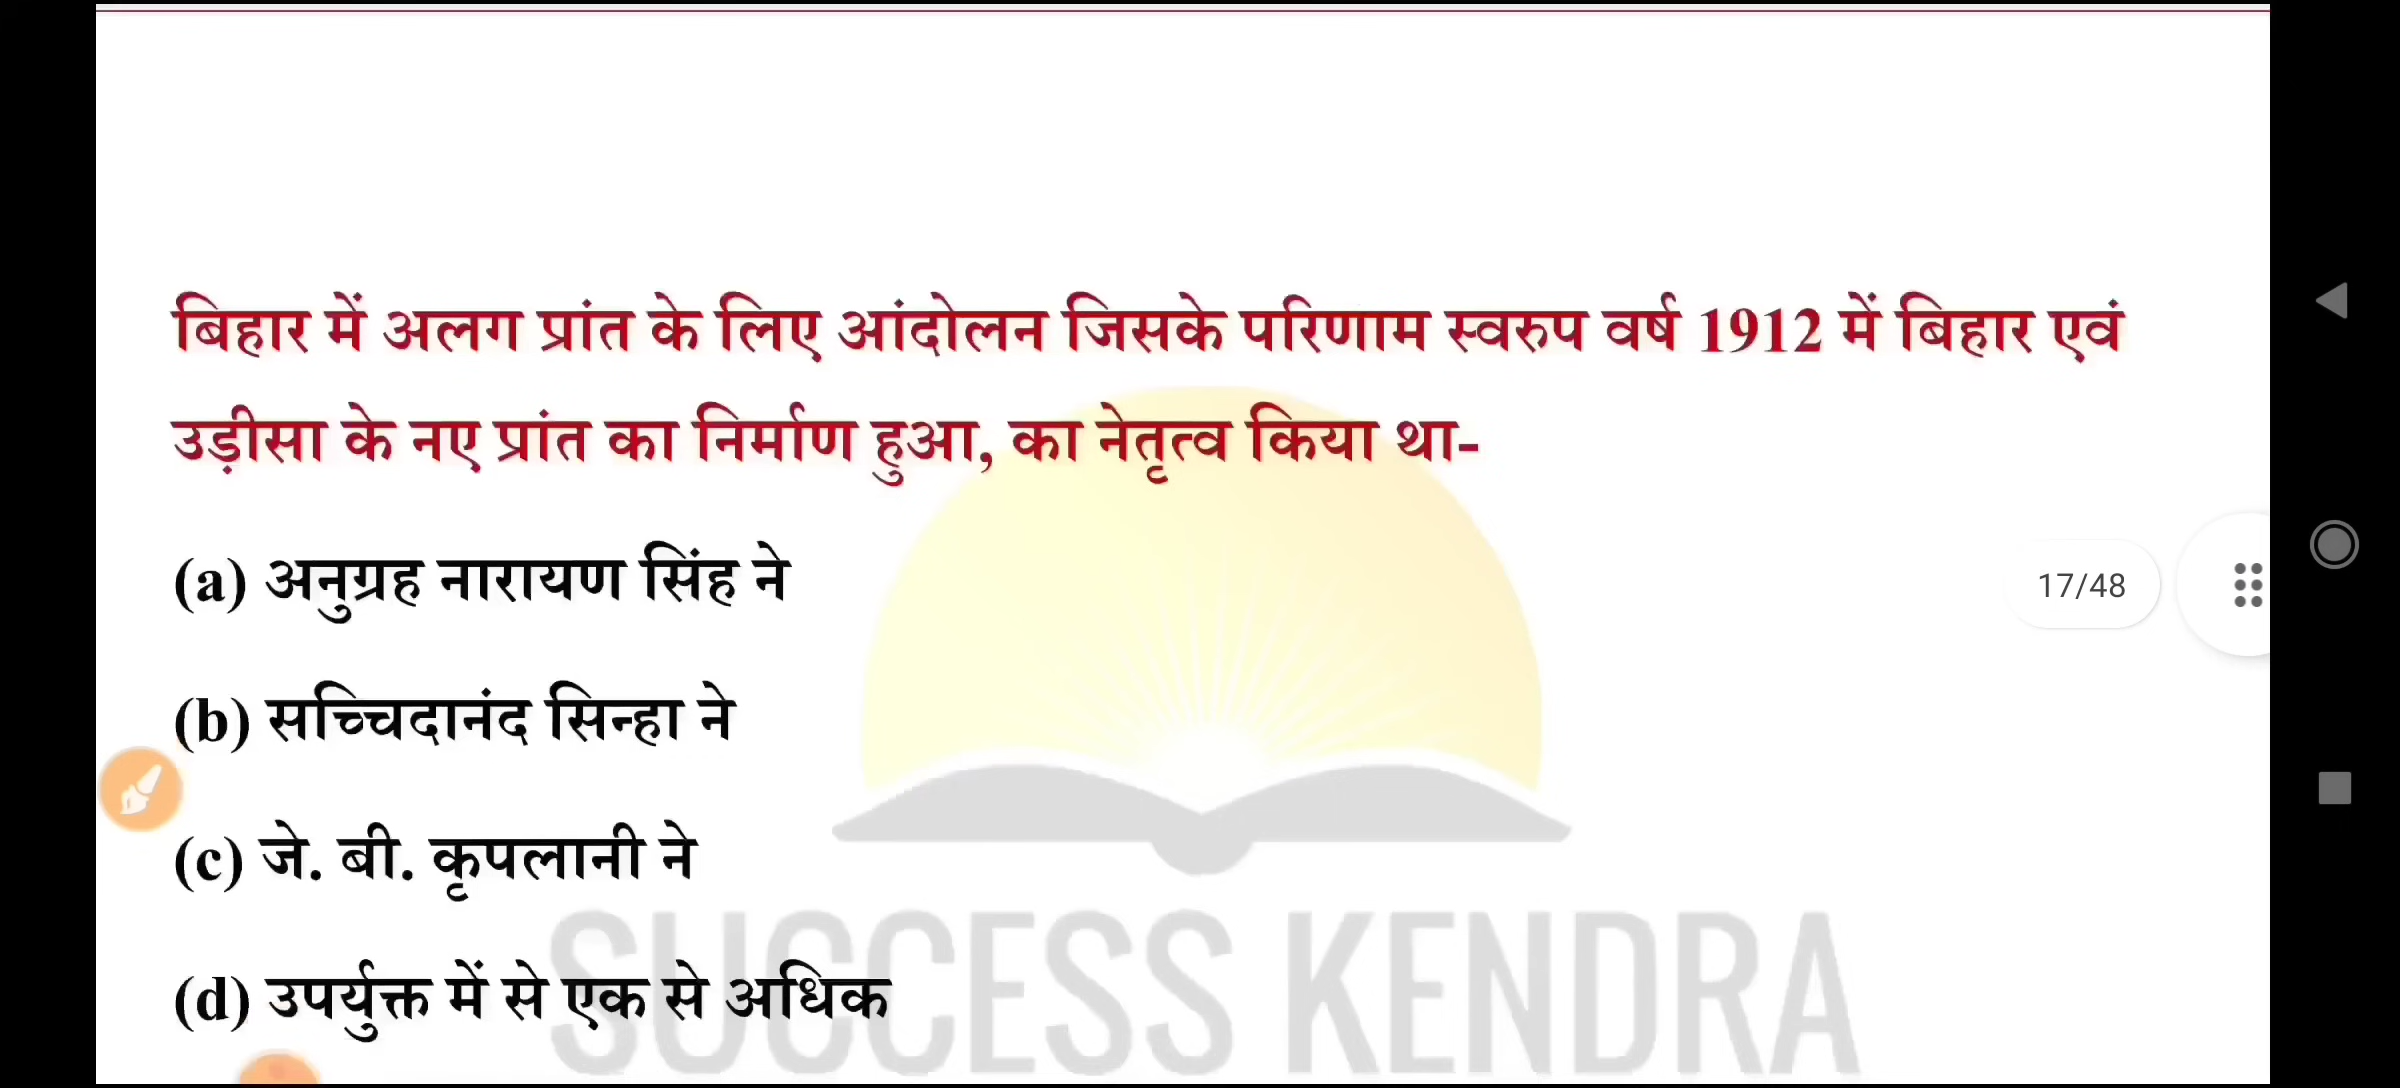 बिहार में अलग प्रांत के लिए आंदोलन जिसके परिणाम स्वरुप वर्ष 1912 में बिहार एवं
उड़ीसा के नए प्रांत का निर्माण हुआ, का नेतृत्व किया था-
(a) अनुग्रह नारायण सिंह ने
17/48
(b) सच्चिदानंद सिन्हा ने
(c) जे. बी. कृपलानी ने
(d) उपर्युक्त में से एक से अधिक
SUCCESS KENDRA